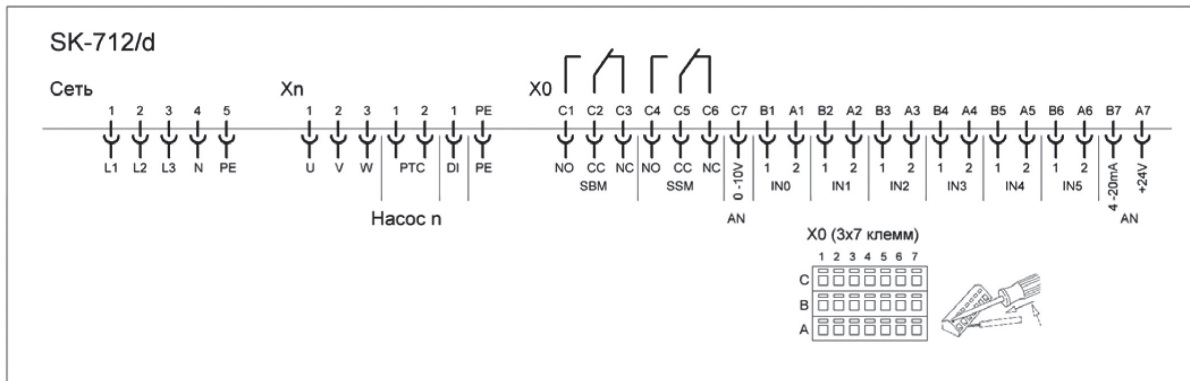 SK-712/d
Сеть Xn X0
1 2 3 4 5 1 2 3 1 2 1 PE C1 C2 C3 C4 C5 C6 C7 B1 A1 B2 A2 B3 A3 B4 A4 B5 A5 B6 A6 B7 A7
L1 L2 L3 N PE U V W PTC DI PE NO CC NC NO CC NC 0 -10V 1 2 1 2 1 2 1 2 1 2 1 2 4 -20mA +24V
SBM SSM IN0 IN1 IN2 IN3 IN4 IN5
Насос n AN AN
X0 (3x7 клемм)
1 2 3 4 5 6 7
C
B
A